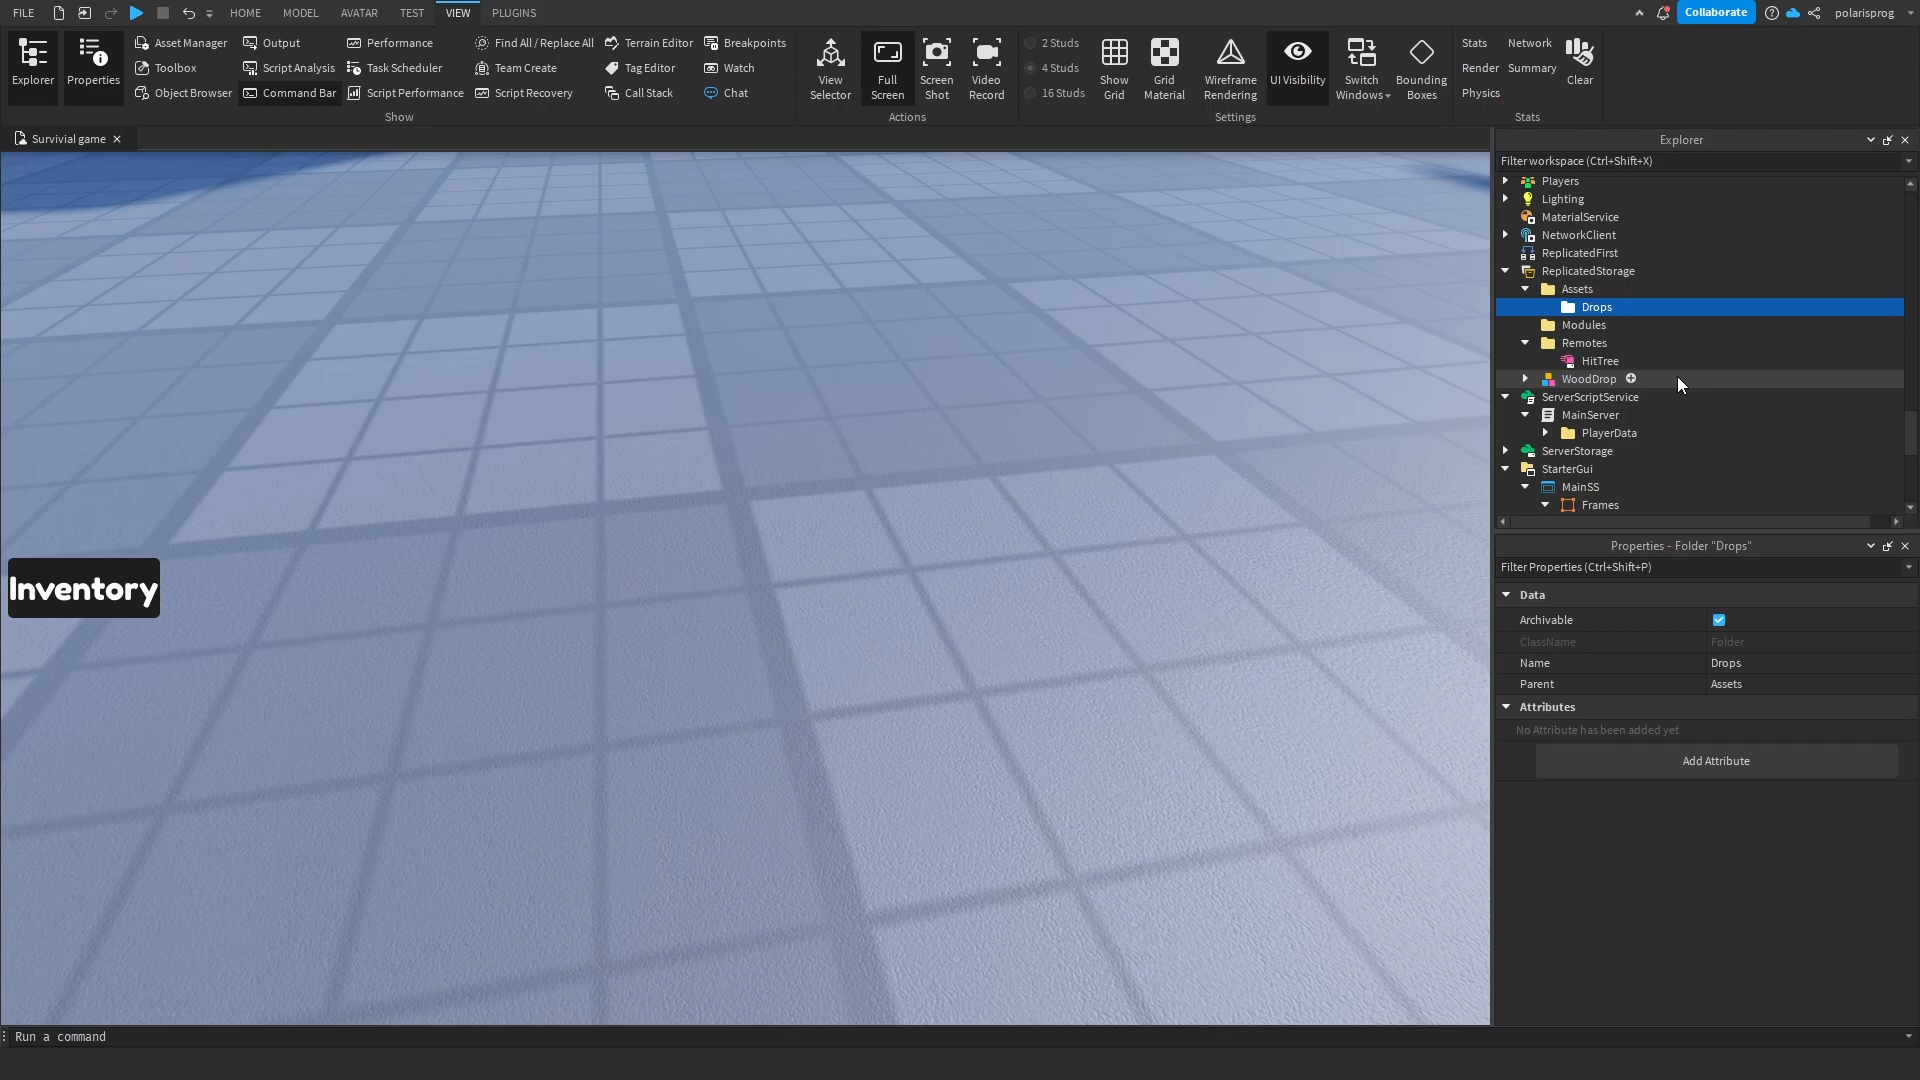 FILE HOME MODEL AVATAR TEST VIEW PLUGINS Collaborate polarisprog
Explorer
Properties
Asset Manager
Toolbox
Object Browser
Output
Script Analysis
Command Bar
Performance
Task Scheduler
Script Performance
Find All / Replace All
Team Create
Script Recovery
Terrain Editor
Tag Editor
Call Stack
Breakpoints
Watch
Chat
Show
View
Selector
Full
Screen
Screen
Shot
Video
Record
Actions
2 Studs
4 Studs
16 Studs
Show
Grid
Grid
Material
Wireframe
Rendering
UI Visibility
Switch
Windows
Bounding
Boxes
Settings
Stats
Render
Physics
Network
Summary
Clear
Stats
Survivial game
Inventory
Explorer
Filter workspace (Ctrl+Shift+X)
Players
Lighting
MaterialService
NetworkClient
ReplicatedFirst
ReplicatedStorage
Assets
Drops
Modules
Remotes
HitTree
WoodDrop
ServerScriptService
MainServer
PlayerData
ServerStorage
StarterGui
MainSS
Frames
Properties - Folder "Drops"
Filter Properties (Ctrl+Shift+P)
Data
Archivable
ClassName Folder
Name Drops
Parent Assets
Attributes
No Attribute has been added yet
Add Attribute
Run a command